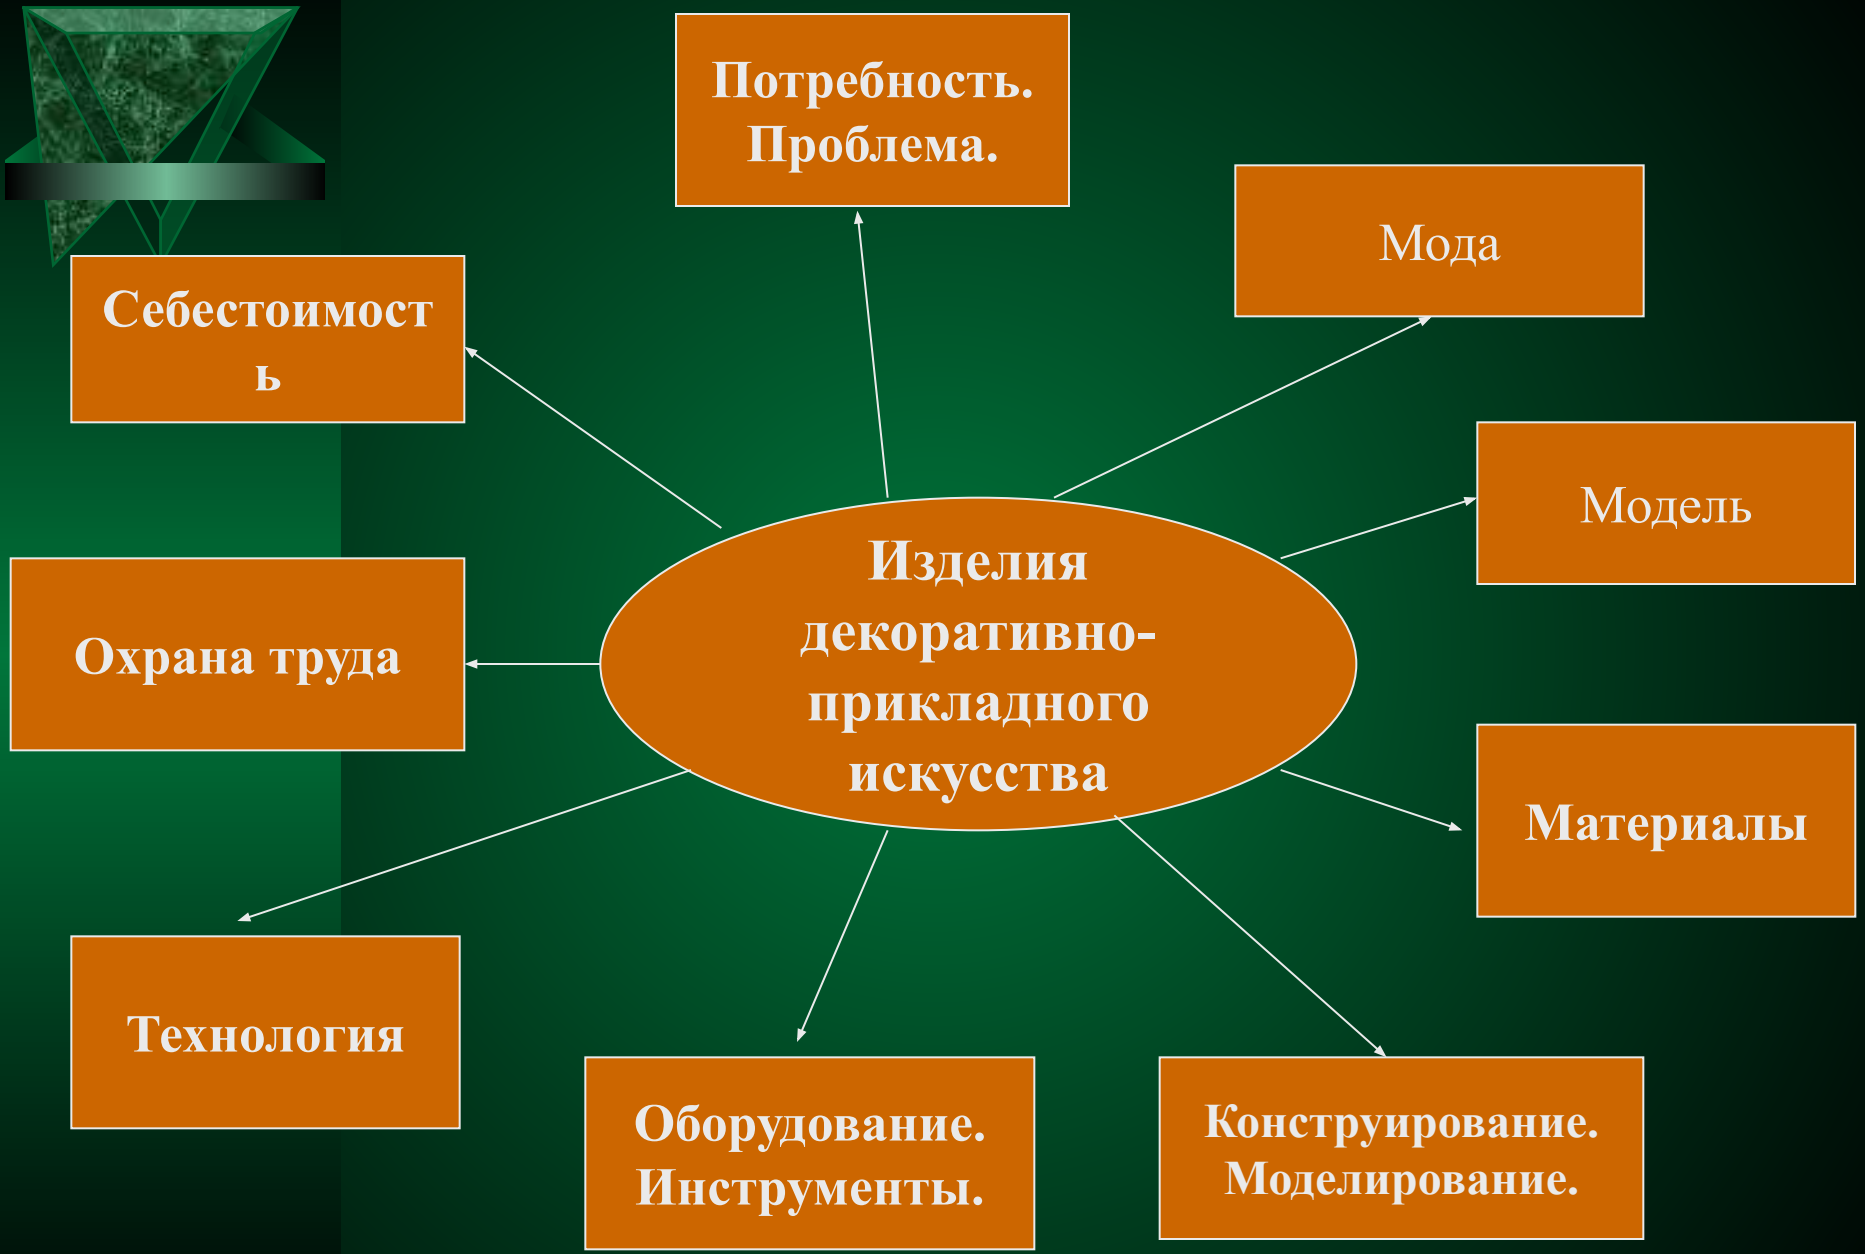 Потребность.
Проблема.
Мода
Себестоимост
ь
Модель
Изделия
декоративно-
прикладного
искусства
Охрана труда
Материалы
Технология
Оборудование.
Инструменты.
Конструирование.
Моделирование.